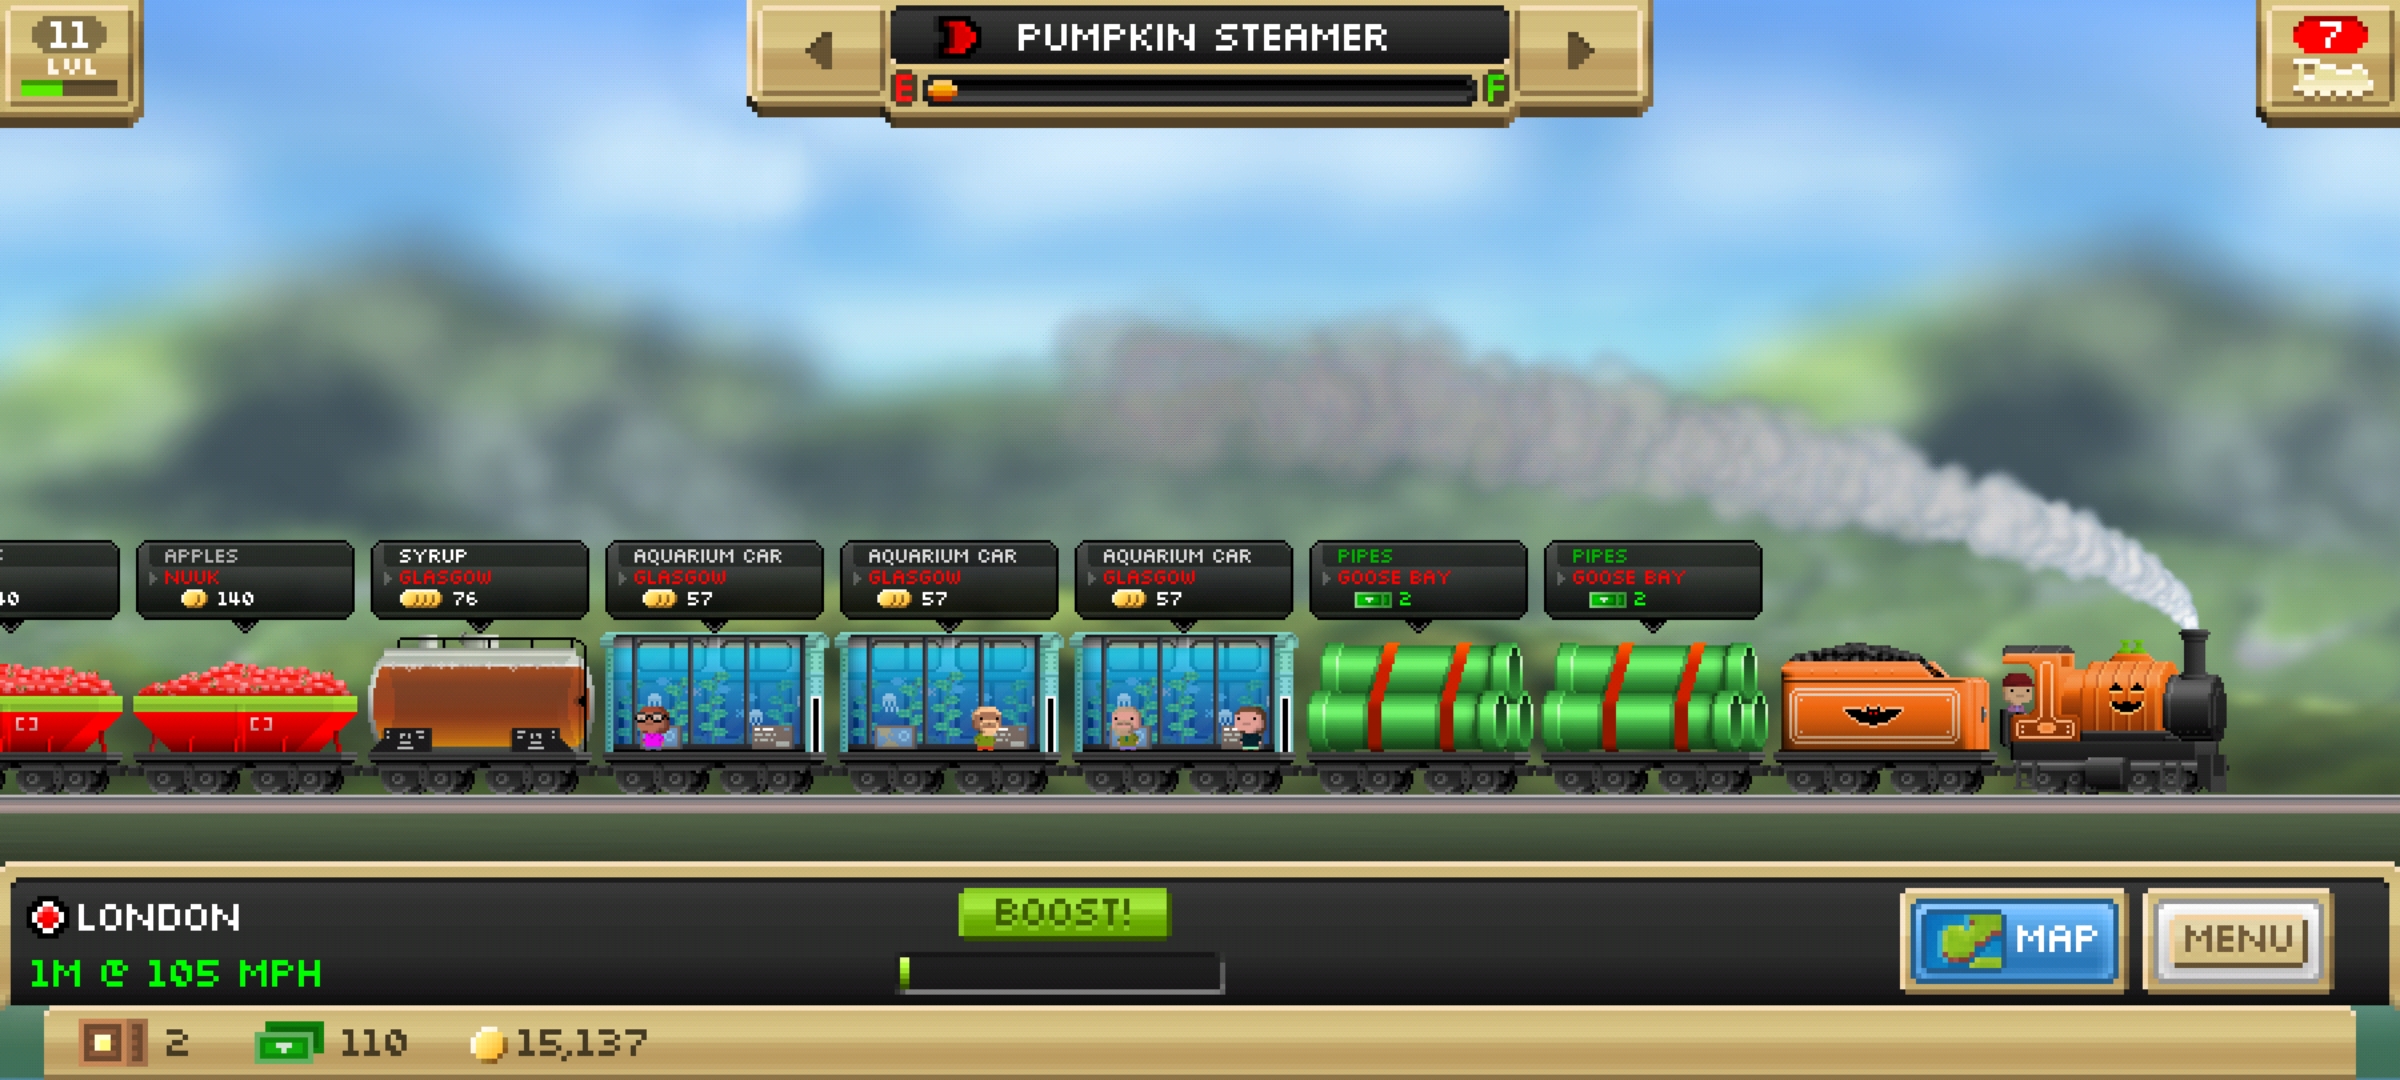 11
LVL
PUMPKIN STEAMER
E F
7
40
APPLES
NUUK
140
SYRUP
GLASGOW
76
AQUARIUM CAR
GLASGOW
57
AQUARIUM CAR
GLASGOW
57
AQUARIUM CAR
GLASGOW
57
PIPES
GOOSE BAY
2
PIPES
GOOSE BAY
2
LONDON
1M @ 105 MPH
BOOST!
MAP
MENU
2 110 15,137